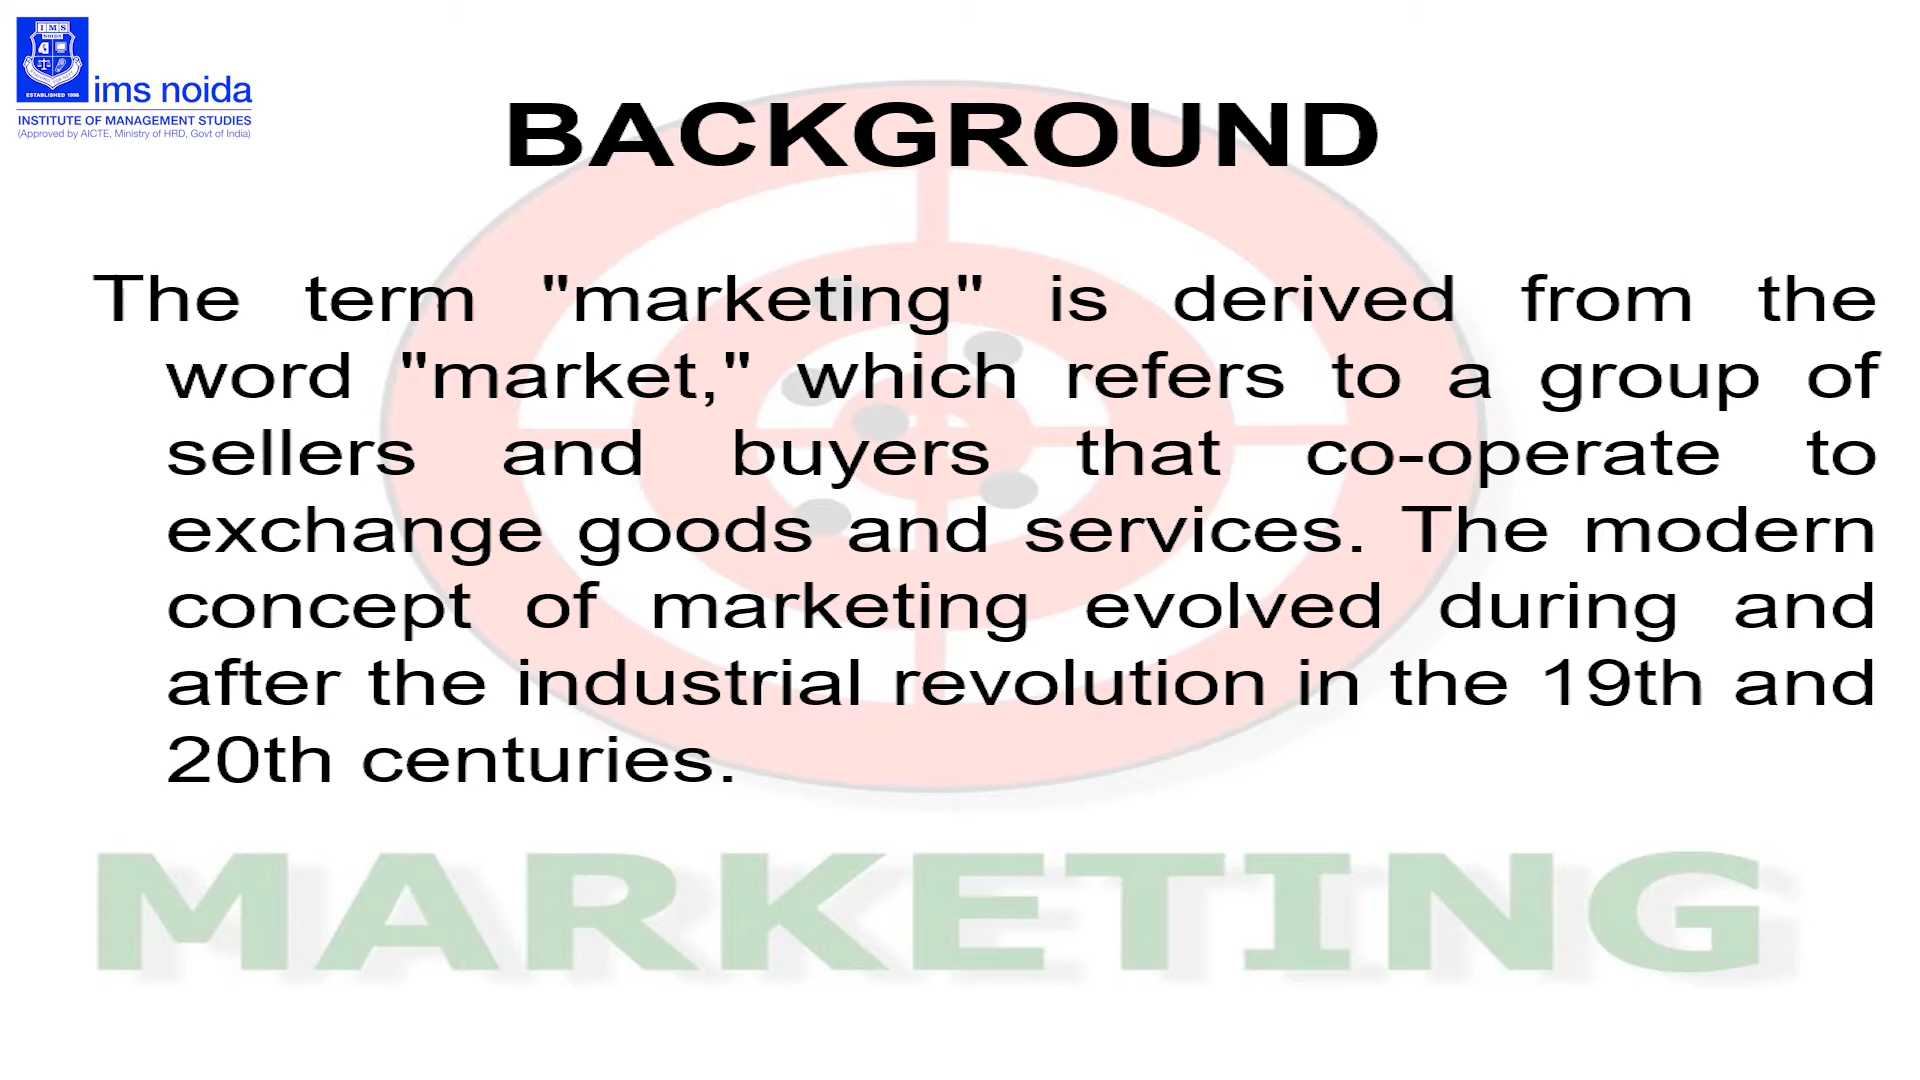 IMS
NOIDA
ESTABLISHED 1998
ims noida
INSTITUTE OF MANAGEMENT STUDIES
(Approved by AICTE, Ministry of HRD, Govt of India)
BACKGROUND
The term "marketing" is derived from the
word "market," which refers to a group of
sellers and buyers that co-operate to
exchange goods and services. The modern
concept of marketing evolved during and
after the industrial revolution in the 19th and
20th centuries.
MARKETING